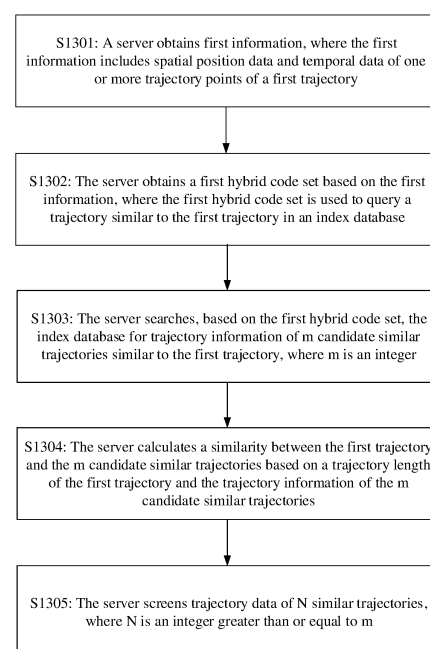 S1301: A server obtains first information, where the first
information includes spatial position data and temporal data of one
or more trajectory points of a first trajectory
S1302: The server obtains a first hybrid code set based on the first
information, where the first hybrid code set is used to query a
trajectory similar to the first trajectory in an index database
S1303: The server searches, based on the first hybrid code set, the
index database for trajectory information of m candidate similar
trajectories similar to the first trajectory, where m is an integer
S1304: The server calculates a similarity between the first trajectory
and the m candidate similar trajectories based on a trajectory length
of the first trajectory and the trajectory information of the m
candidate similar trajectories
S1305: The server screens trajectory data of N similar trajectories,
where N is an integer greater than or equal to m